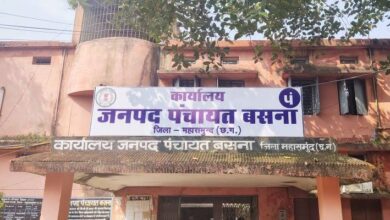 कार्यालय
जनपद पंचायत बसना
जिला – महासमुन्द (छ.ग.)
कार्यालय जनपद पंचायत बसना जिला महासमुंद (छ.ग)